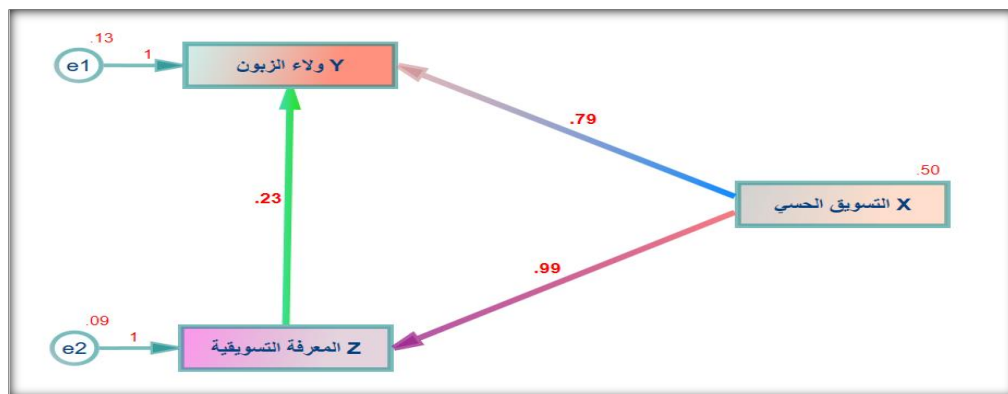 .13
e1
1
Y ولاء الزبون
.79
.50
X التسويق الحسي
.23
.99
.09
e2
1
Z المعرفة التسويقية